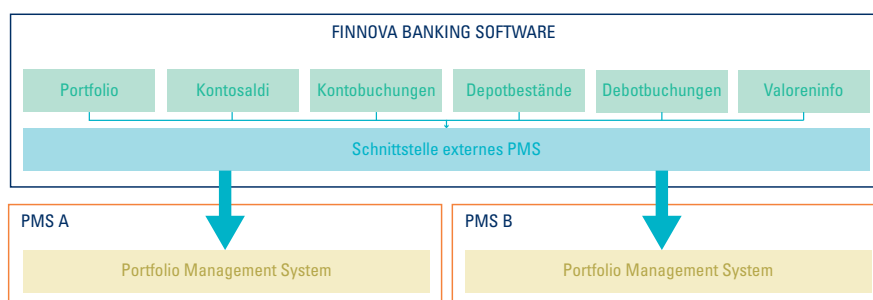 FINNOVA BANKING SOFTWARE
Portfolio
Kontosaldi
Kontobuchungen
Depotbestände
Debotbuchungen
Valoreninfo
Schnittstelle externes PMS
PMS A
PMS B
Portfolio Management System
Portfolio Management System